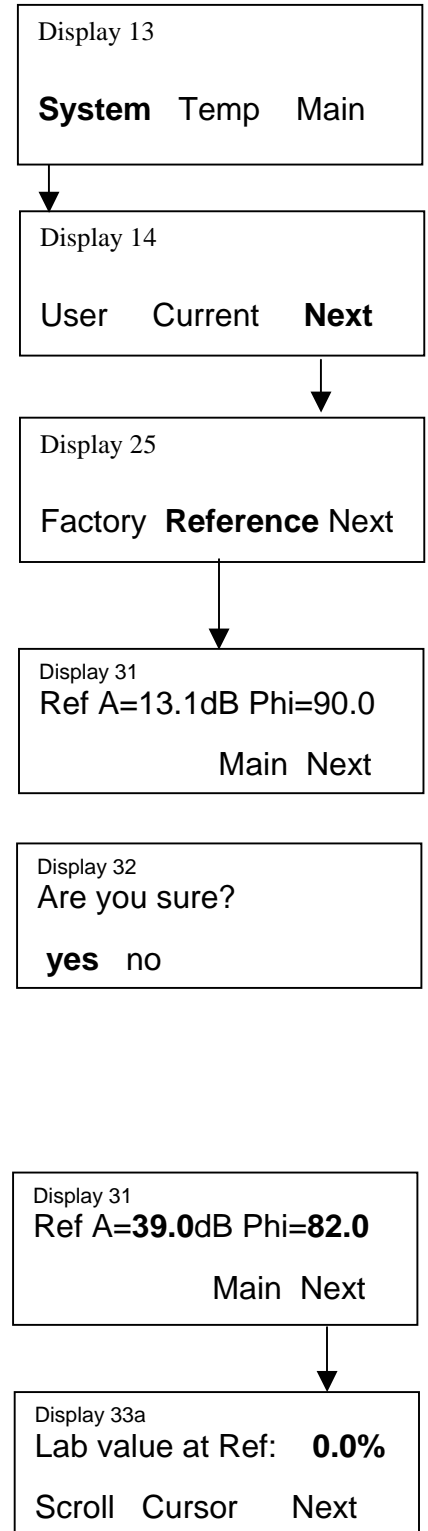 Display 13
System Temp Main
Display 14
User Current Next
Display 25
Factory Reference Next
Display 31
Ref A=13.1dB Phi=90.0
Main Next
Display 32
Are you sure?
yes no
Display 31
Ref A=39.0dB Phi=82.0
Main Next
Display 33a
Lab value at Ref: 0.0%
Scroll Cursor Next